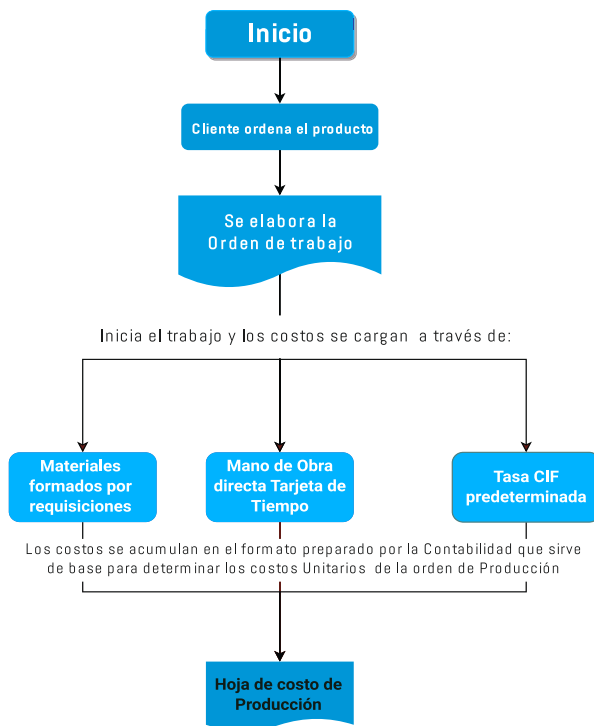 Inicio
Cliente ordena el producto
Se elabora la
Orden de trabajo
Inicia el trabajo y los costos se cargan a través de:
Materiales
formados por
requisiciones
Mano de Obra
directa Tarjeta de
Tiempo
Tasa CIF
predeterminada
Los costos se acumulan en el formato preparado por la Contabilidad que sirve
de base para determinar los costos Unitarios de la orden de Producción
Hoja de costo de
Producción